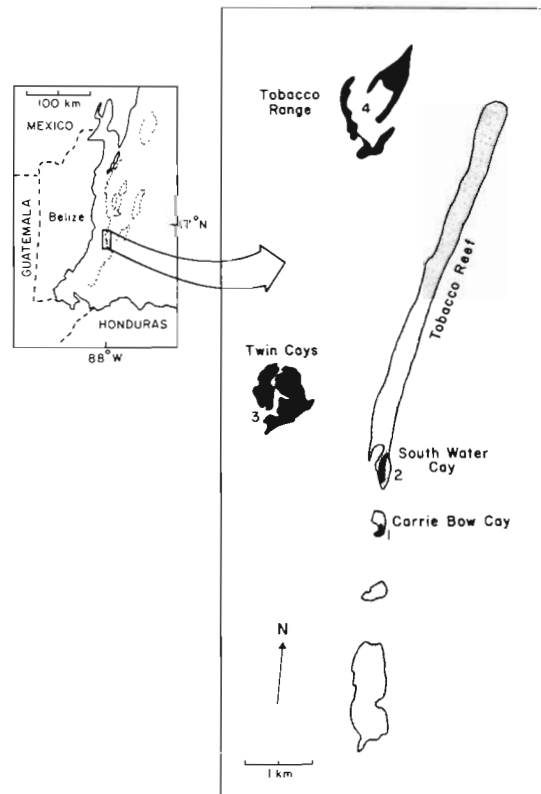 100 km
MEXICO
GUATEMALA
Belize
17°N
HONDURAS
88°W
Tobacco
Range
4
Tobacco Reef
Twin Cays
3
South Water
Cay
2
Carrie Bow Cay
1
N
1 km